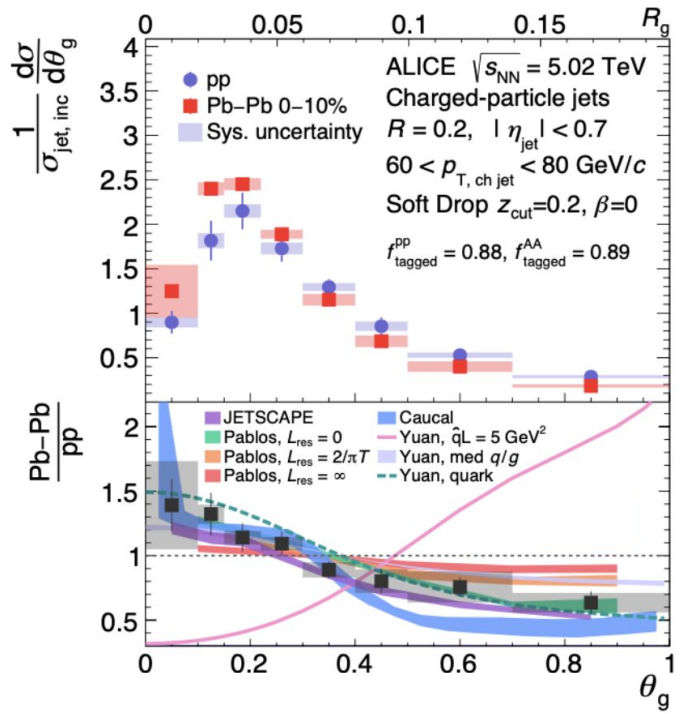 0 0.05 0.1 0.15 R_g
4
3.5
3
2.5
2
1.5
1
0.5
1/σ_jet, inc dσ/dθ_g
pp
Pb−Pb 0−10%
Sys. uncertainty
ALICE √s_NN = 5.02 TeV
Charged-particle jets
R = 0.2, | η_jet | < 0.7
60 < p_T, ch jet < 80 GeV/c
Soft Drop z_cut=0.2, β=0
f^pp_tagged = 0.88, f^AA_tagged = 0.89
Pb−Pb/pp
2
1.5
1
0.5
JETSCAPE
Pablos, L_res = 0
Pablos, L_res = 2/πT
Pablos, L_res = ∞
Caucal
Yuan, q̂L = 5 GeV²
Yuan, med q/g
Yuan, quark
0 0.2 0.4 0.6 0.8 1
θ_g